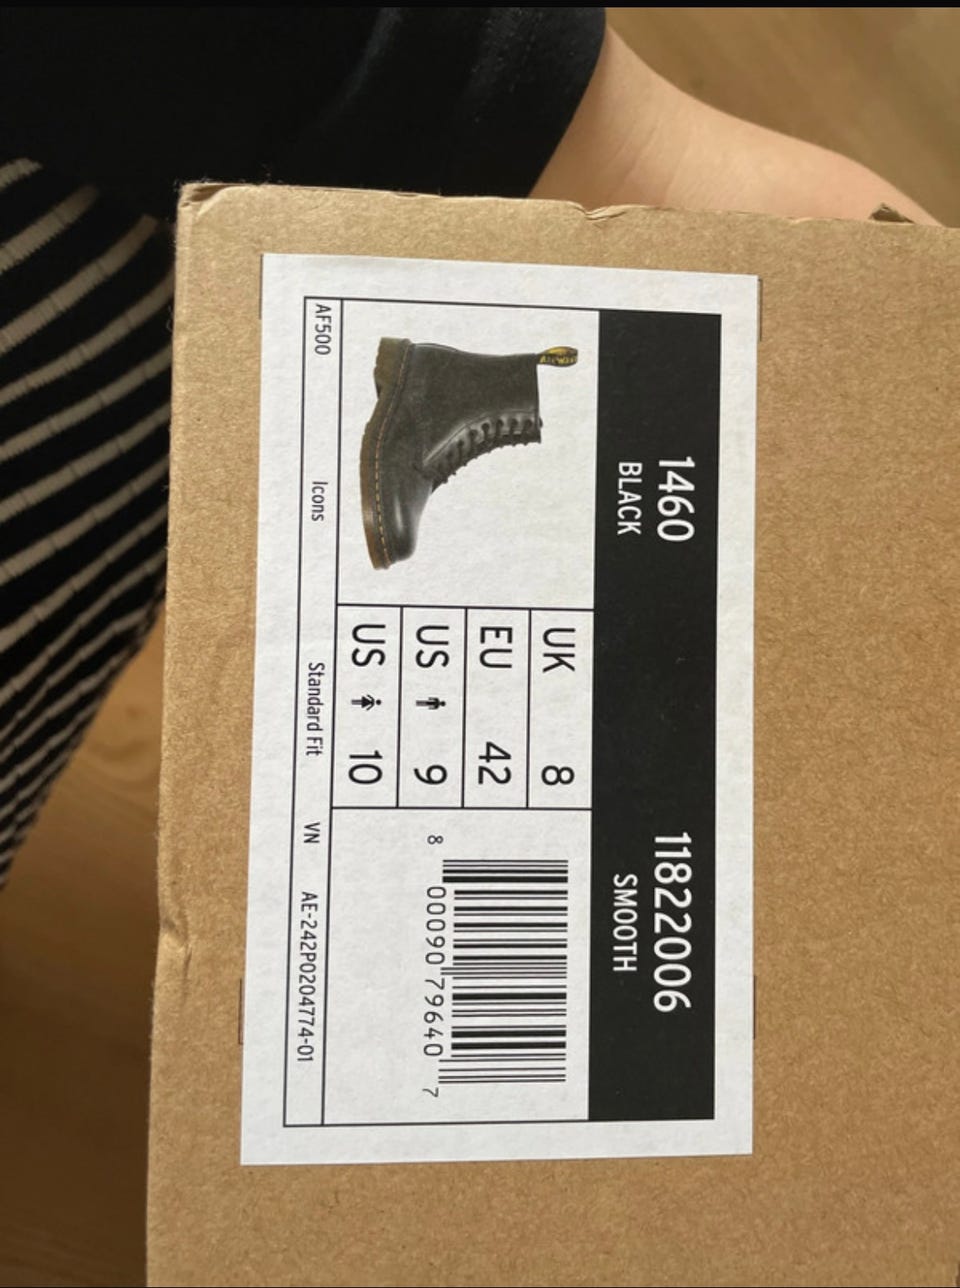 1460 11822006
BLACK SMOOTH
UK 8
EU 42
US 9
US 10
8 00090 79640 7
AF500 Icons Standard Fit VN AE-242P0204774-01